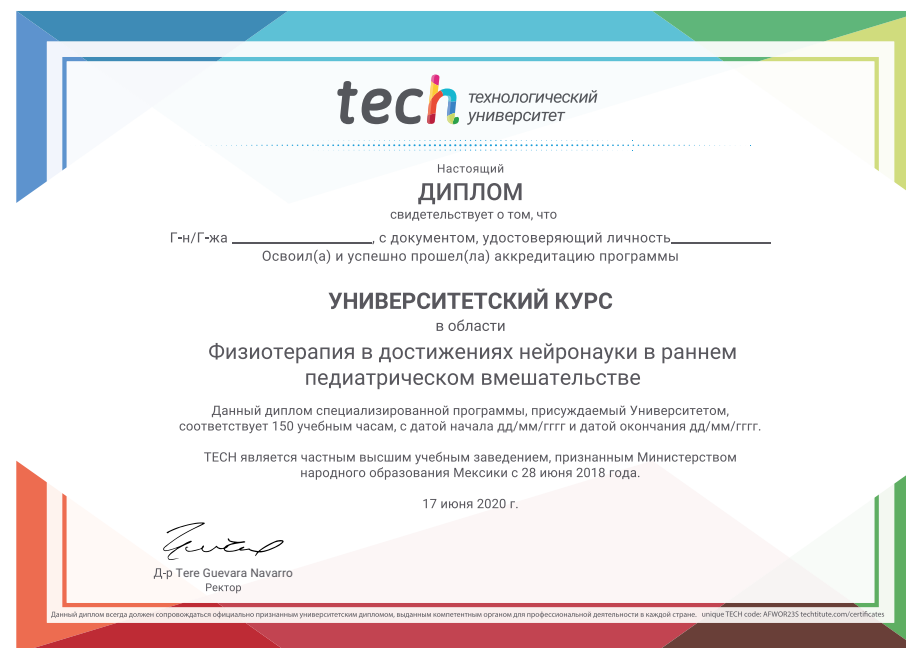 tech технологический
университет
Настоящий
ДИПЛОМ
свидетельствует о том, что
Г-н/Г-жа ____________________, с документом, удостоверяющий личность______________
Освоил(а) и успешно прошел(ла) аккредитацию программы
УНИВЕРСИТЕТСКИЙ КУРС
в области
Физиотерапия в достижениях нейронауки в раннем
педиатрическом вмешательстве
Данный диплом специализированной программы, присуждаемый Университетом,
соответствует 150 учебным часам, с датой начала дд/мм/гггг и датой окончания дд/мм/гггг.
TECH является частным высшим учебным заведением, признанным Министерством
народного образования Мексики с 28 июня 2018 года.
17 июня 2020 г.
Д-р Tere Guevara Navarro
Ректор
Данный диплом всегда должен сопровождаться официально признанным университетским дипломом, выданным компетентным органом для профессиональной деятельности в каждой стране. unique TECH code: AFWOR235 techtitute.com/certificates